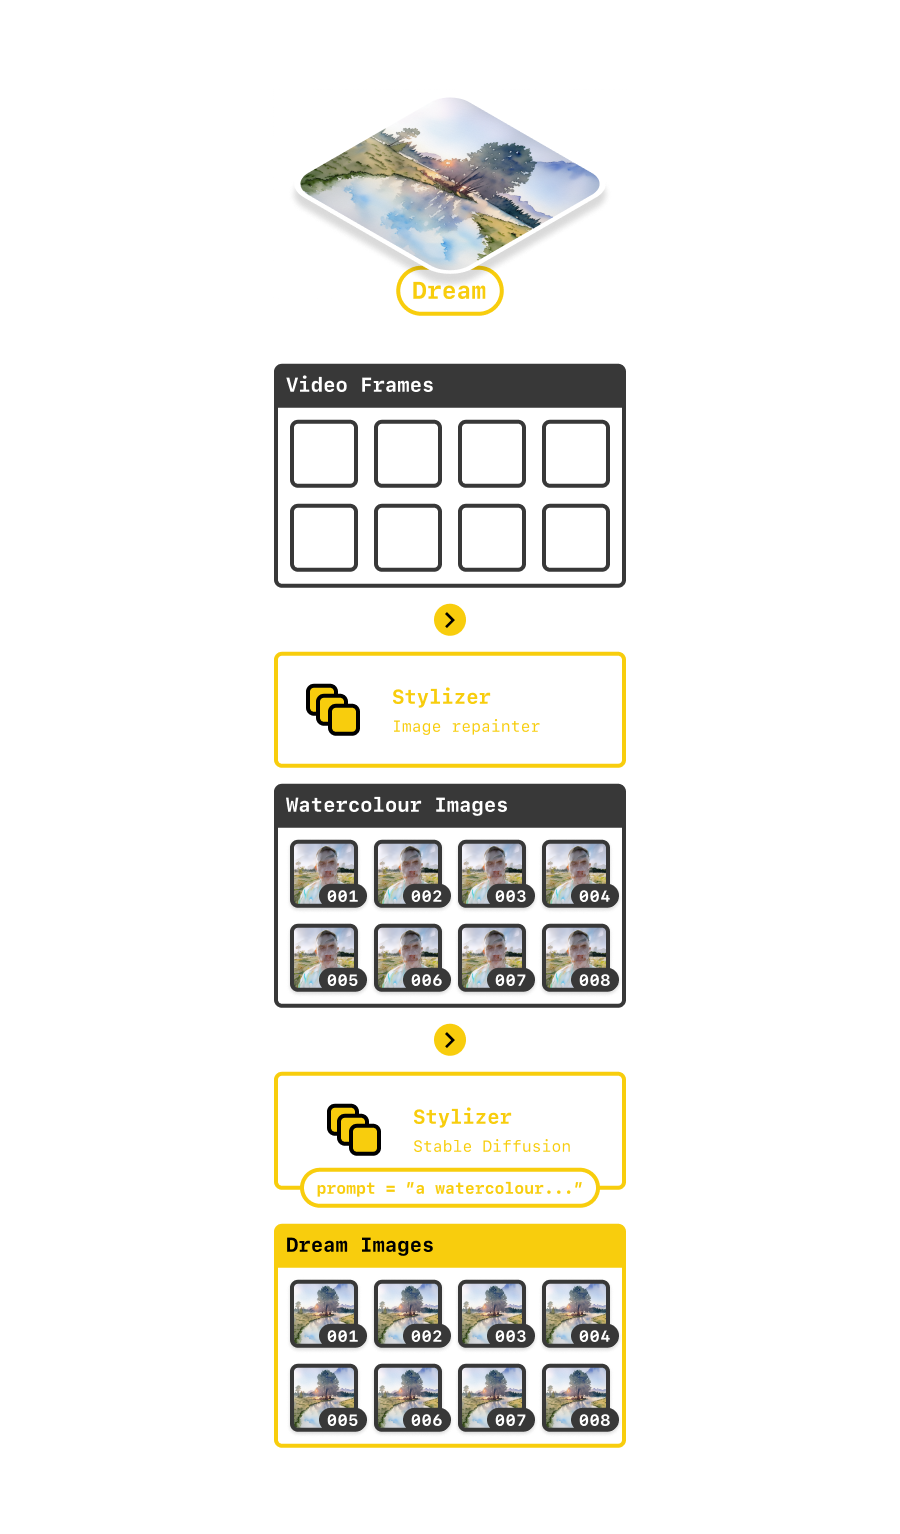 Dream
Video Frames
Stylizer
Image repainter
Watercolour Images
001 002 003 004
005 006 007 008
Stylizer
Stable Diffusion
prompt = "a watercolour..."
Dream Images
001 002 003 004
005 006 007 008